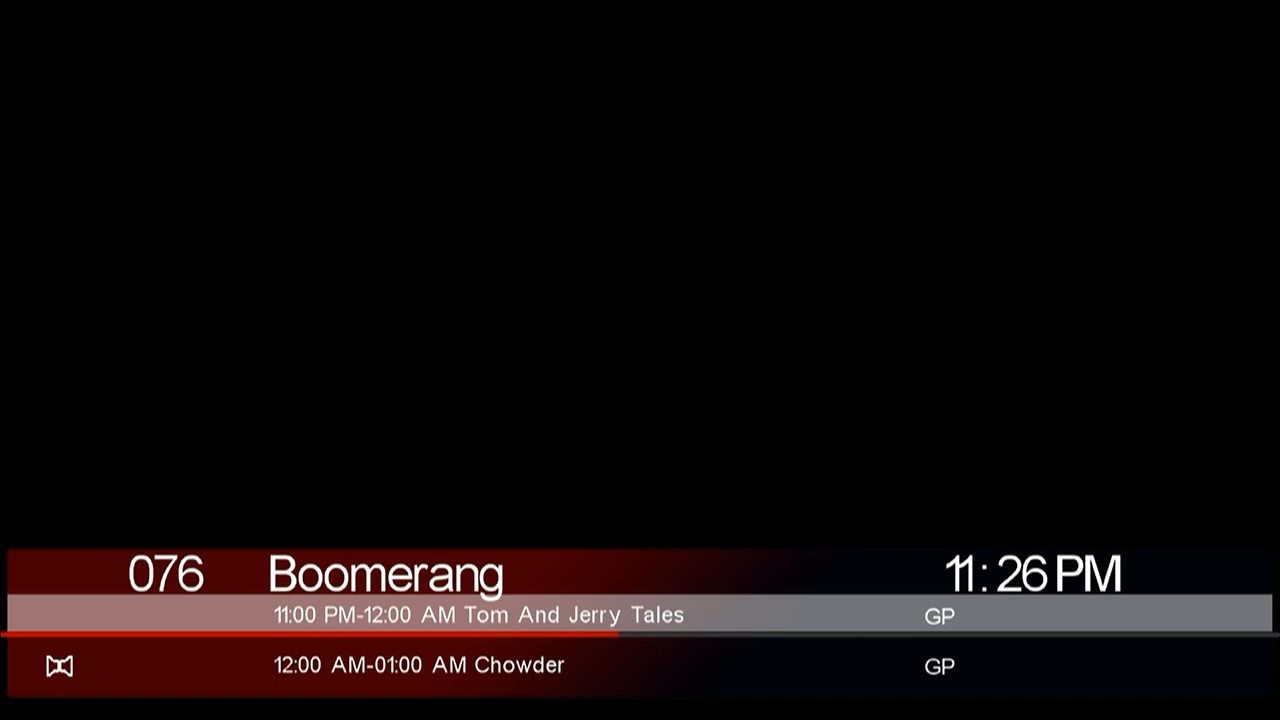 076 Boomerang 11:26 PM
11:00 PM-12:00 AM Tom And Jerry Tales GP
12:00 AM-01:00 AM Chowder GP